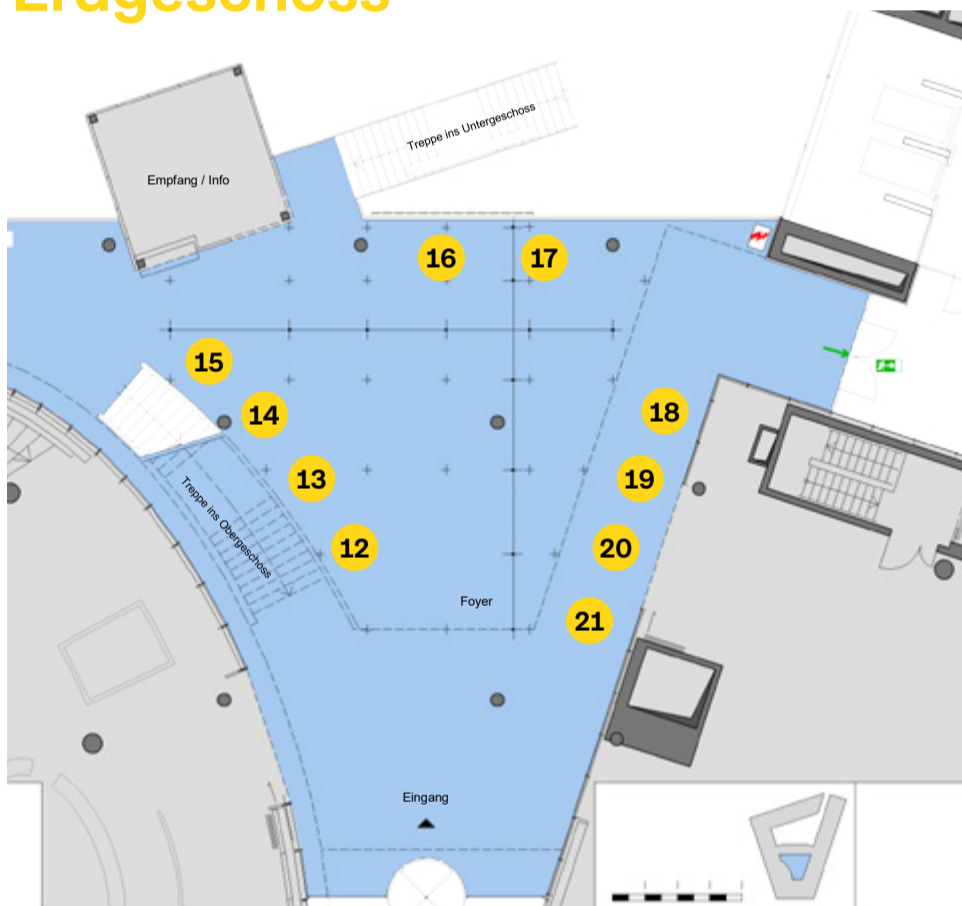 Erdgeschoss
Treppe ins Untergeschoss
Empfang / Info
16
17
15
14
18
13
19
Treppe ins Obergeschoss
12
20
Foyer
21
Eingang